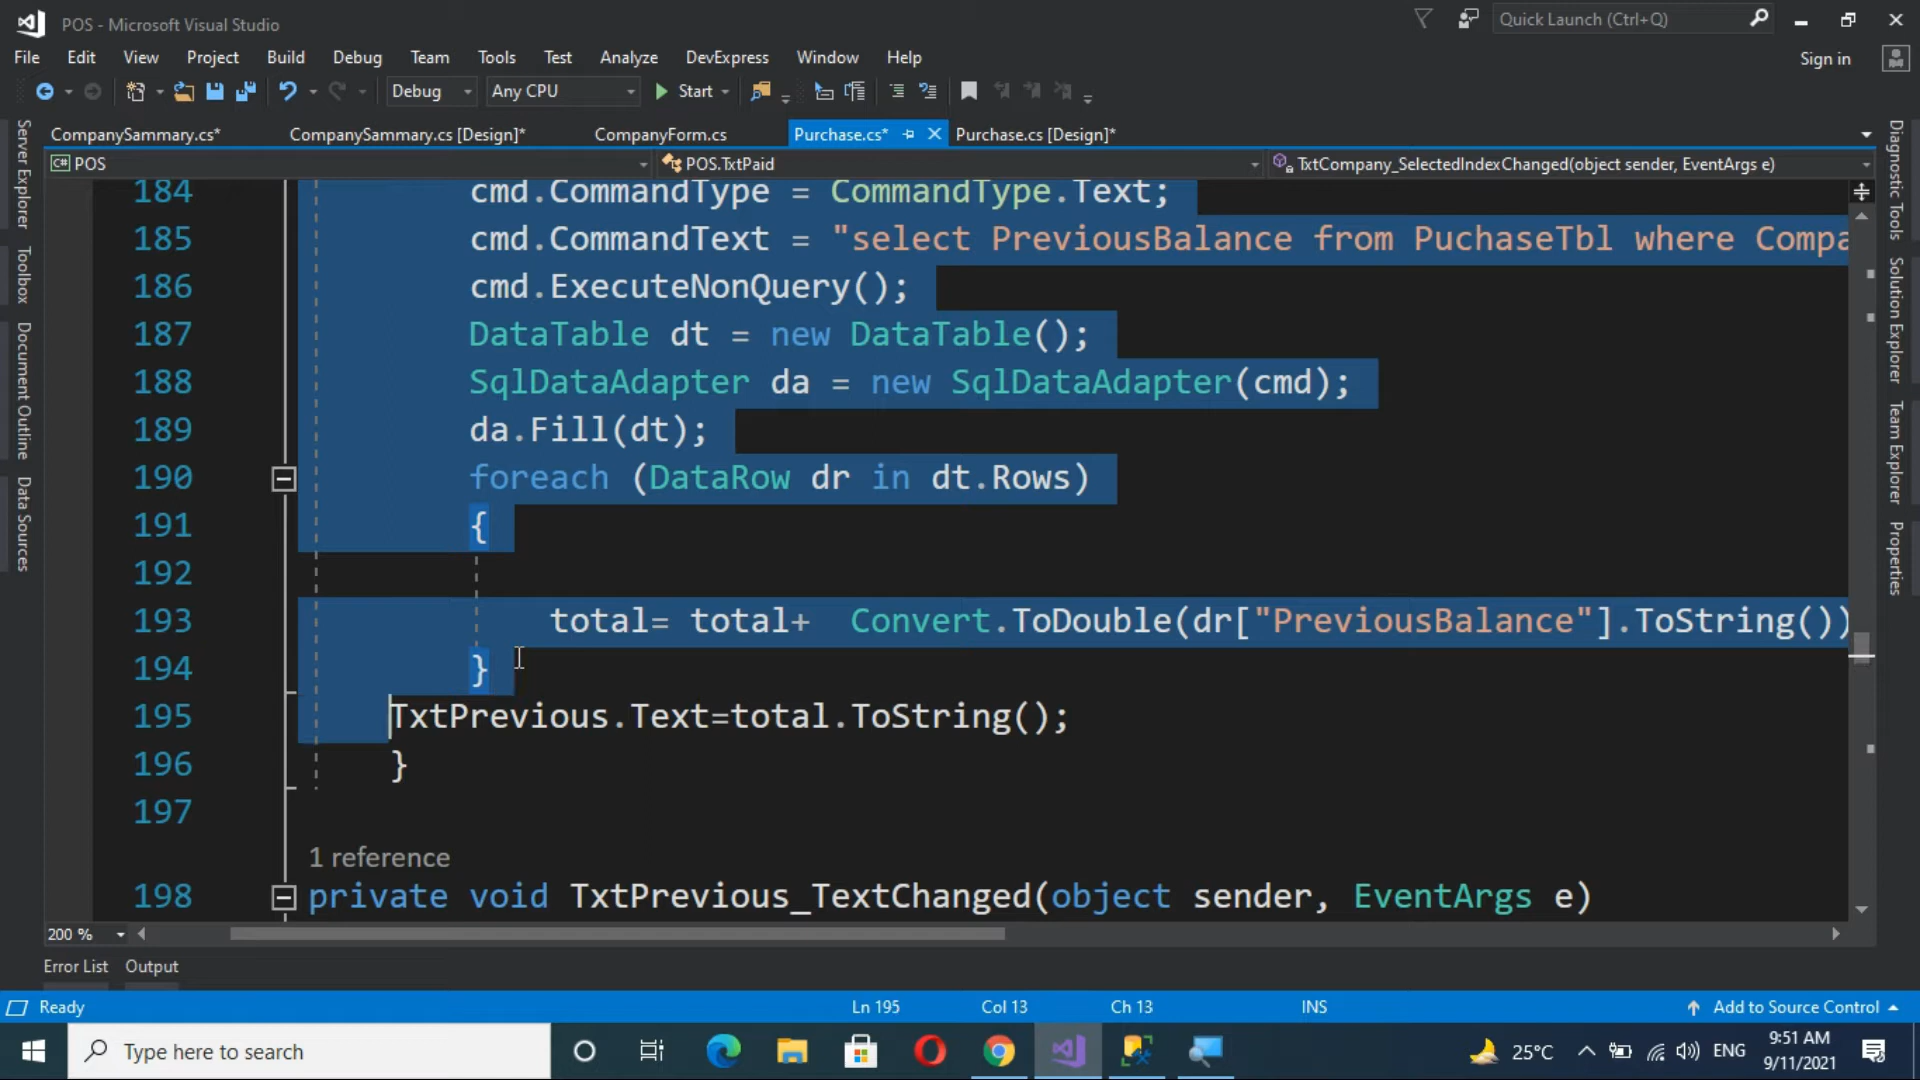 POS - Microsoft Visual Studio
Quick Launch (Ctrl+Q)
File Edit View Project Build Debug Team Tools Test Analyze DevExpress Window Help
Sign in
Debug Any CPU Start
CompanySammary.cs* CompanySammary.cs [Design]* CompanyForm.cs Purchase.cs* Purchase.cs [Design]*
C# POS POS.TxtPaid TxtCompany_SelectedIndexChanged(object sender, EventArgs e)
Server Explorer
Toolbox
Document Outline
Data Sources
184 cmd.CommandType = CommandType.Text;
185 cmd.CommandText = "select PreviousBalance from PuchaseTbl where Compa
186 cmd.ExecuteNonQuery();
187 DataTable dt = new DataTable();
188 SqlDataAdapter da = new SqlDataAdapter(cmd);
189 da.Fill(dt);
190 foreach (DataRow dr in dt.Rows)
191 {
192
193 total= total+  Convert.ToDouble(dr["PreviousBalance"].ToString())
194 }
195 TxtPrevious.Text=total.ToString();
196 }
197
1 reference
198 private void TxtPrevious_TextChanged(object sender, EventArgs e)
Diagnostic Tools
Solution Explorer
Team Explorer
Properties
200 %
Error List Output
Ready Ln 195 Col 13 Ch 13 INS Add to Source Control
Type here to search
25°C ENG
9:51 AM
9/11/2021